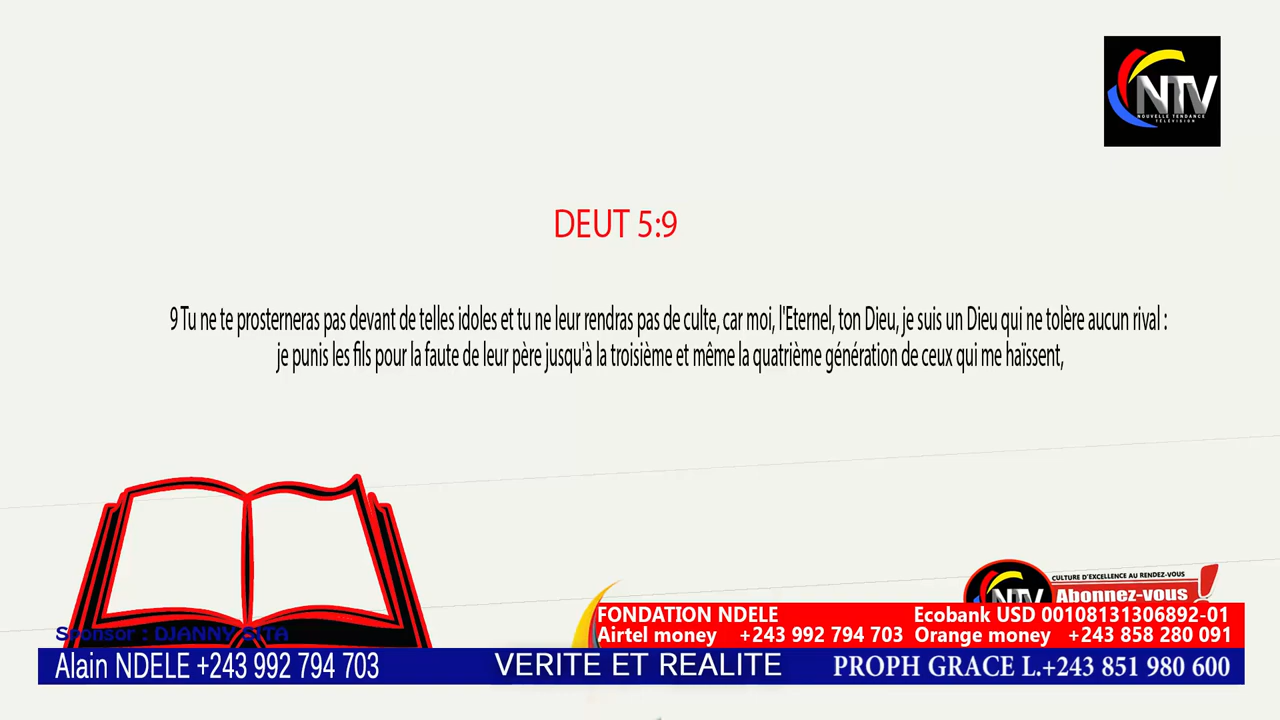 NTV
NOUVELLE TENDANCE
TÉLÉVISION
DEUT 5:9
9 Tu ne te prosterneras pas devant de telles idoles et tu ne leur rendras pas de culte, car moi, l'Eternel, ton Dieu, je suis un Dieu qui ne tolère aucun rival :
je punis les fils pour la faute de leur père jusqu'à la troisième et même la quatrième génération de ceux qui me haïssent,
CULTURE D'EXCELLENCE AU RENDEZ-VOUS
NTV Abonnez-vous !
FONDATION NDELE Ecobank USD 00108131306892-01
Airtel money +243 992 794 703 Orange money +243 858 280 091
Sponsor : DJANNY SITA
Alain NDELE +243 992 794 703 VERITE ET REALITE PROPH GRACE L.+243 851 980 600